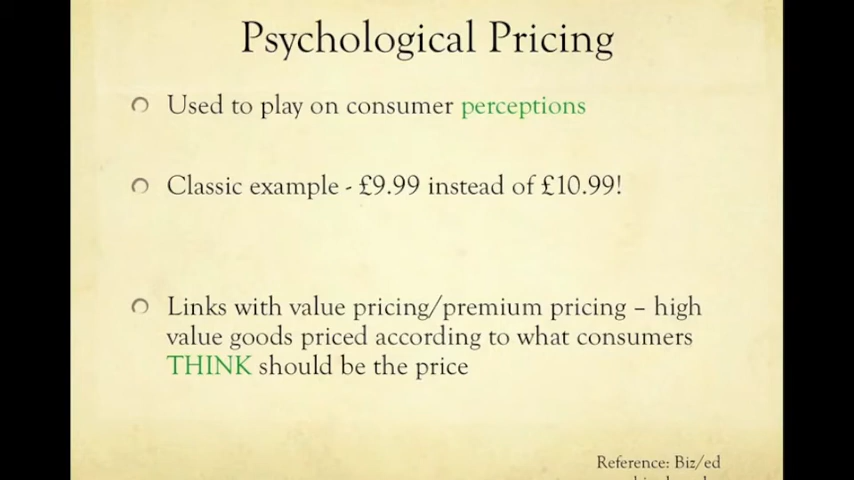 Psychological Pricing
Used to play on consumer perceptions
Classic example - £9.99 instead of £10.99!
Links with value pricing/premium pricing – high
value goods priced according to what consumers
THINK should be the price
Reference: Biz/ed